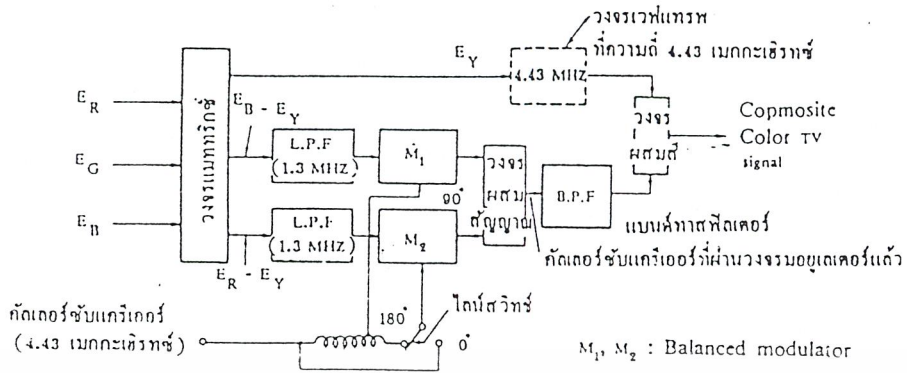 วงจรเวฟแทรพ
ที่ความถี่ 4.43 เมกกะเฮิรทซ์
E_Y
4.43 MHZ
E_R
E_G
E_B
วงจรแมททริกซ์
E_B - E_Y
L.P.F
(1.3 MHZ)
M_1
90°
E_R - E_Y
L.P.F
(1.3 MHZ)
M_2
วงจร
ผสม
สัญญาณ
B.P.F
วงจร
ผสมสี
Copmosite
Color TV
signal
แบนด์พาสฟิลเตอร์
คัลเลอร์ซับแครีเออร์ที่ผ่านวงจรมอยูเลเตอร์แล้ว
คัลเลอร์ซับแครีเออร์
(4.43 เมกกะเฮิรทซ์)
180°
ไลน์สวิทช์
0°
M_1, M_2 : Balanced modulator